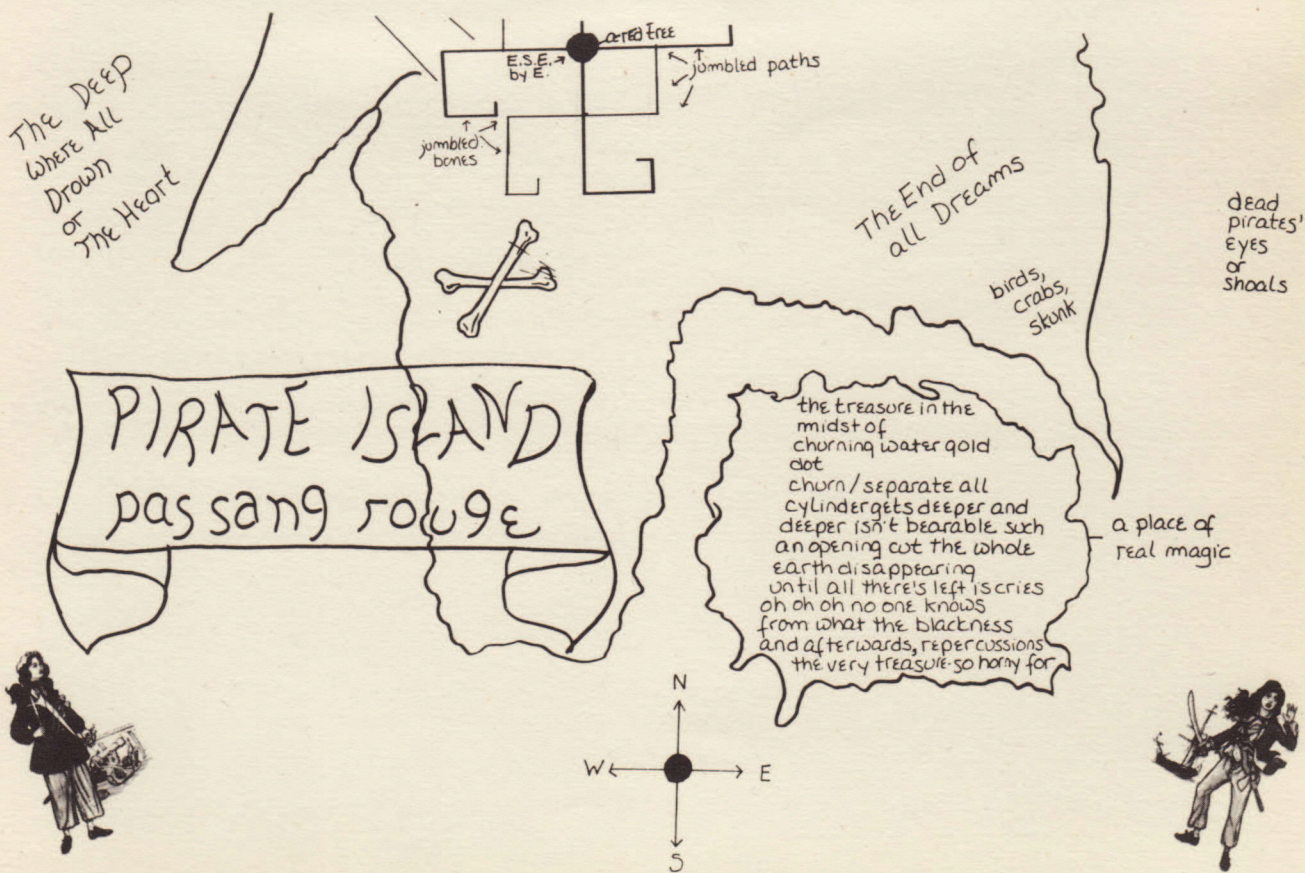 The Deep
Where All
Drown
or
The Heart
a red tree
E.S.E.
by E.
jumbled paths
jumbled
bones
The End of
all Dreams
birds,
crabs,
skunk
dead
pirates'
eyes
or
shoals
PIRATE ISLAND
passang rouge
the treasure in the
midst of
churning water gold
dot
churn/separate all
cylinder gets deeper and
deeper isn't bearable such
an opening cut the whole
earth disappearing
until all there's left is cries
oh oh oh no one knows
from what the blackness
and afterwards, repercussions
the very treasure so horny for
a place of
real magic
N
W
E
S